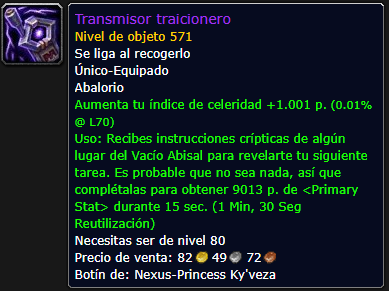 Transmisor traicionero
Nivel de objeto 571
Se liga al recogerlo
Único-Equipado
Abalorio
Aumenta tu índice de celeridad +1.001 p. (0.01%
@ L70)
Uso: Recibes instrucciones crípticas de algún
lugar del Vacío Abisal para revelarte tu siguiente
tarea. Es probable que no sea nada, así que
complétalas para obtener 9013 p. de <Primary
Stat> durante 15 sec. (1 Min, 30 Seg
Reutilización)
Necesitas ser de nivel 80
Precio de venta: 82 49 72
Botín de: Nexus-Princess Ky'veza